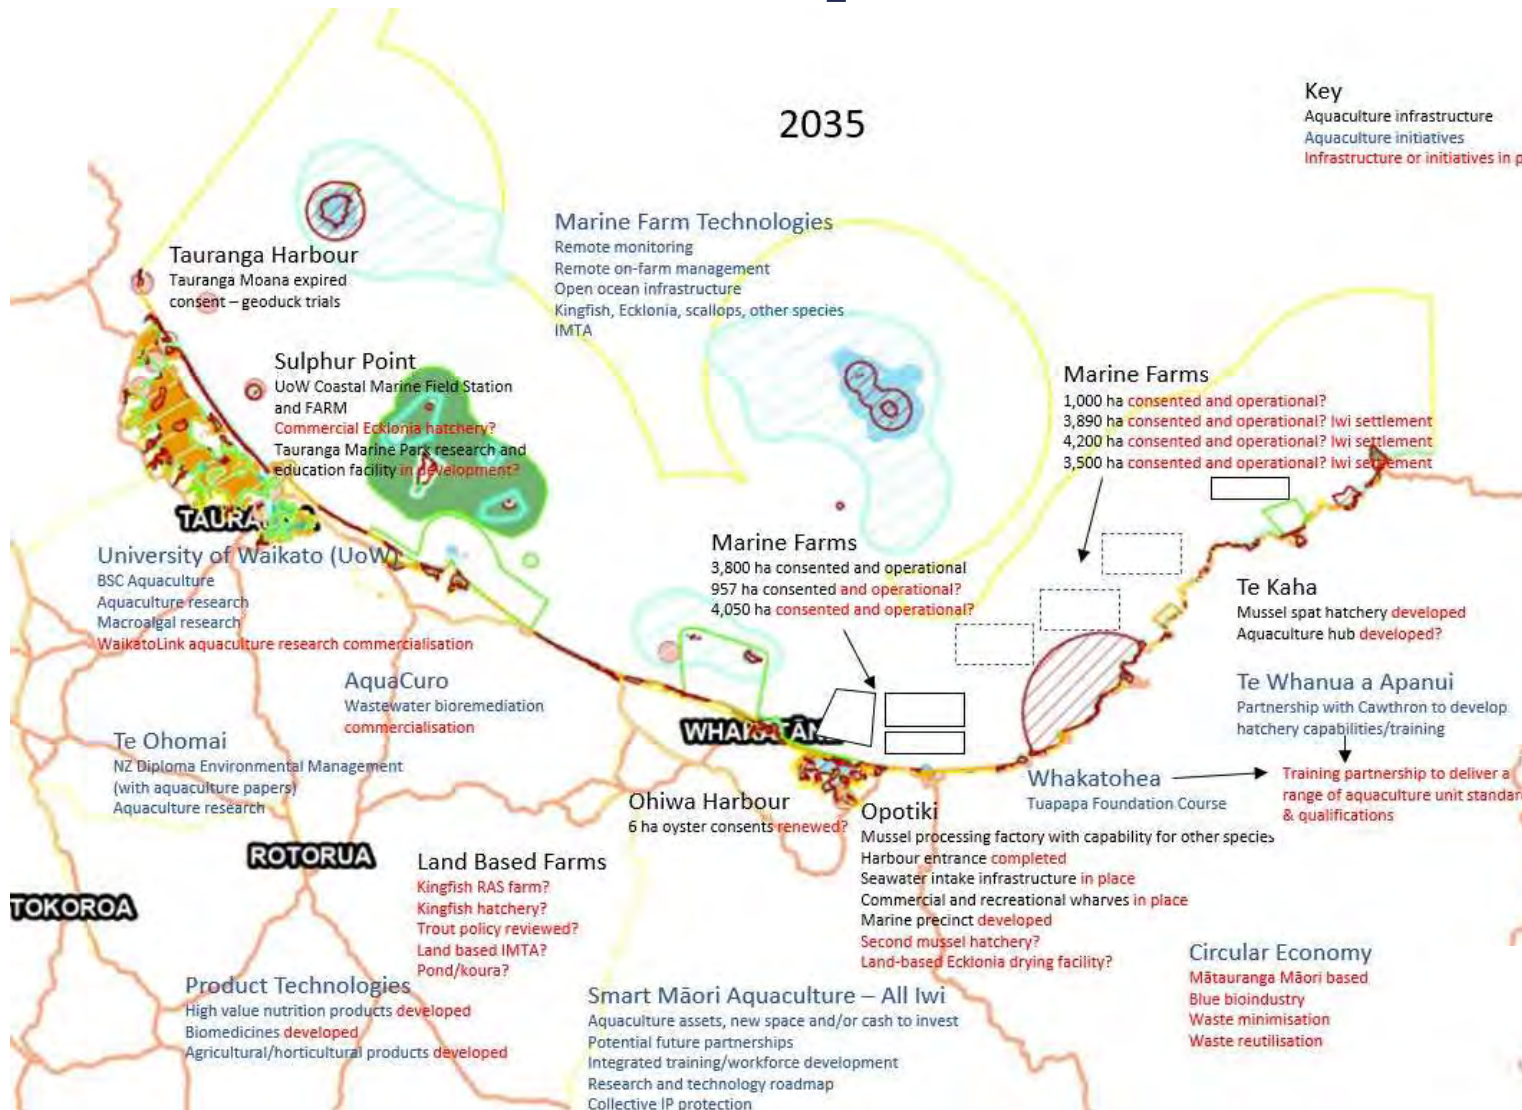 2035
Key
Aquaculture infrastructure
Aquaculture initiatives
Infrastructure or initiatives in
Tauranga Harbour
Tauranga Moana expired
consent – geoduck trials
Marine Farm Technologies
Remote monitoring
Remote on-farm management
Open ocean infrastructure
Kingfish, Ecklonia, scallops, other species
IMTA
Sulphur Point
UoW Coastal Marine Field Station
and FARM
Commercial Ecklonia hatchery?
Tauranga Marine Park research and
education facility in development?
Marine Farms
1,000 ha consented and operational?
3,890 ha consented and operational? Iwi settlement
4,200 ha consented and operational? Iwi settlement
3,500 ha consented and operational? Iwi settlement
University of Waikato (UoW)
BSC Aquaculture
Aquaculture research
Macroalgal research
WaikatoLink aquaculture research commercialisation
Marine Farms
3,800 ha consented and operational
957 ha consented and operational?
4,050 ha consented and operational?
Te Kaha
Mussel spat hatchery developed
Aquaculture hub developed?
AquaCuro
Wastewater bioremediation
commercialisation
Te Whanua a Apanui
Partnership with Cawthron to develop
hatchery capabilities/training
Te Ohomai
NZ Diploma Environmental Management
(with aquaculture papers)
Aquaculture research
Whakatohea
Tuapapa Foundation Course
Training partnership to deliver a
range of aquaculture unit
& qualifications
Ohiwa Harbour
6 ha oyster consents renewed?
Opotiki
Mussel processing factory with capability for other species
Harbour entrance completed
Seawater intake infrastructure in place
Commercial and recreational wharves in place
Marine precinct developed
Second mussel hatchery?
Land-based Ecklonia drying facility?
ROTORUA
TOKOROA
Land Based Farms
Kingfish RAS farm?
Kingfish hatchery?
Trout policy reviewed?
Land based IMTA?
Pond/koura?
Product Technologies
High value nutrition products developed
Biomedicines developed
Agricultural/horticultural products developed
Smart Māori Aquaculture – All Iwi
Aquaculture assets, new space and/or cash to invest
Potential future partnerships
Integrated training/workforce development
Research and technology roadmap
Collective IP protection
Circular Economy
Mātauranga Māori based
Blue bioindustry
Waste minimisation
Waste reutilisation